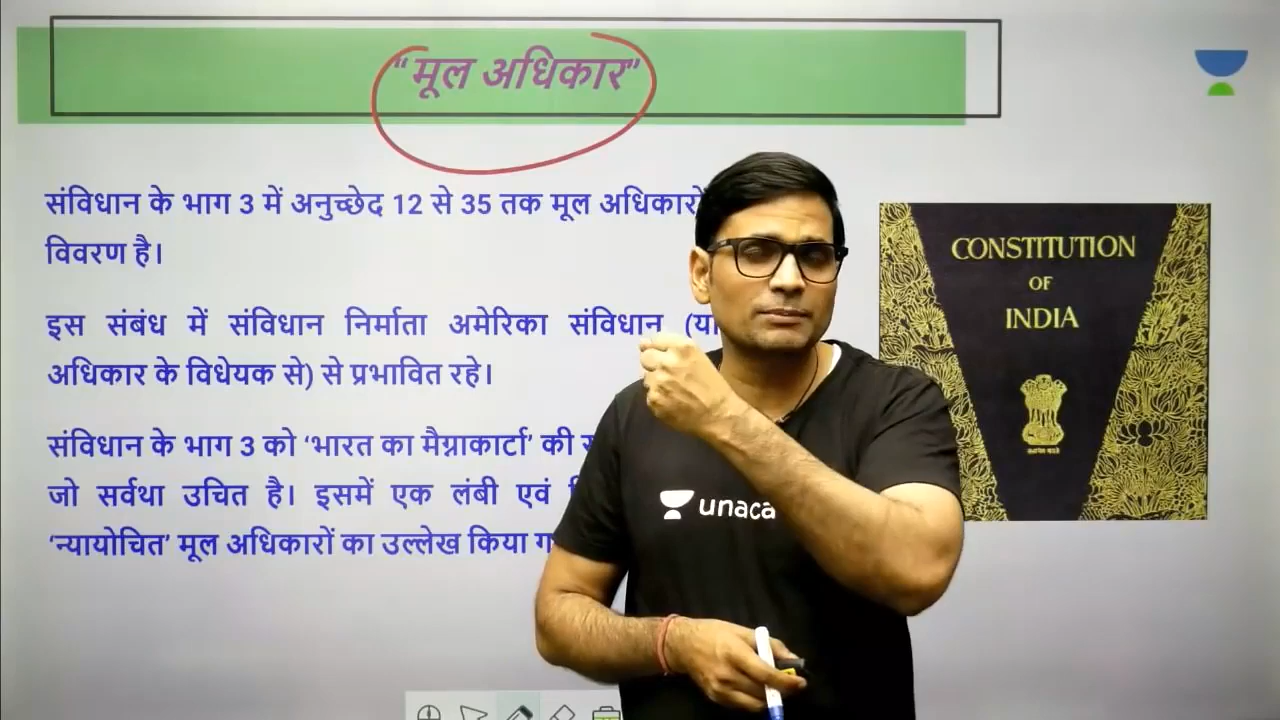 “मूल अधिकार”
संविधान के भाग 3 में अनुच्छेद 12 से 35 तक मूल अधिकारों
विवरण है।
इस संबंध में संविधान निर्माता अमेरिका संविधान (या
अधिकार के विधेयक से) से प्रभावित रहे।
संविधान के भाग 3 को ‘भारत का मैग्नाकार्टा’ की
जो सर्वथा उचित है। इसमें एक लंबी एवं
‘न्यायोचित’ मूल अधिकारों का उल्लेख किया
CONSTITUTION
OF
INDIA
unaca